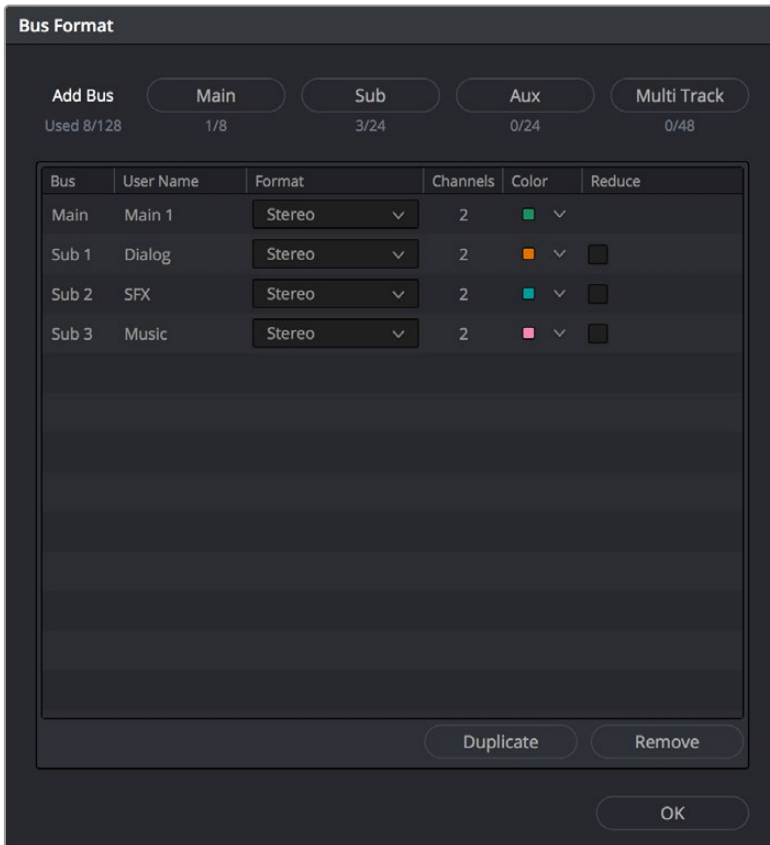 Bus Format
Add Bus Main Sub Aux Multi Track
Used 8/128 1/8 3/24 0/24 0/48
Bus User Name Format Channels Color Reduce
Main Main 1 Stereo 2
Sub 1 Dialog Stereo 2
Sub 2 SFX Stereo 2
Sub 3 Music Stereo 2
Duplicate Remove
OK